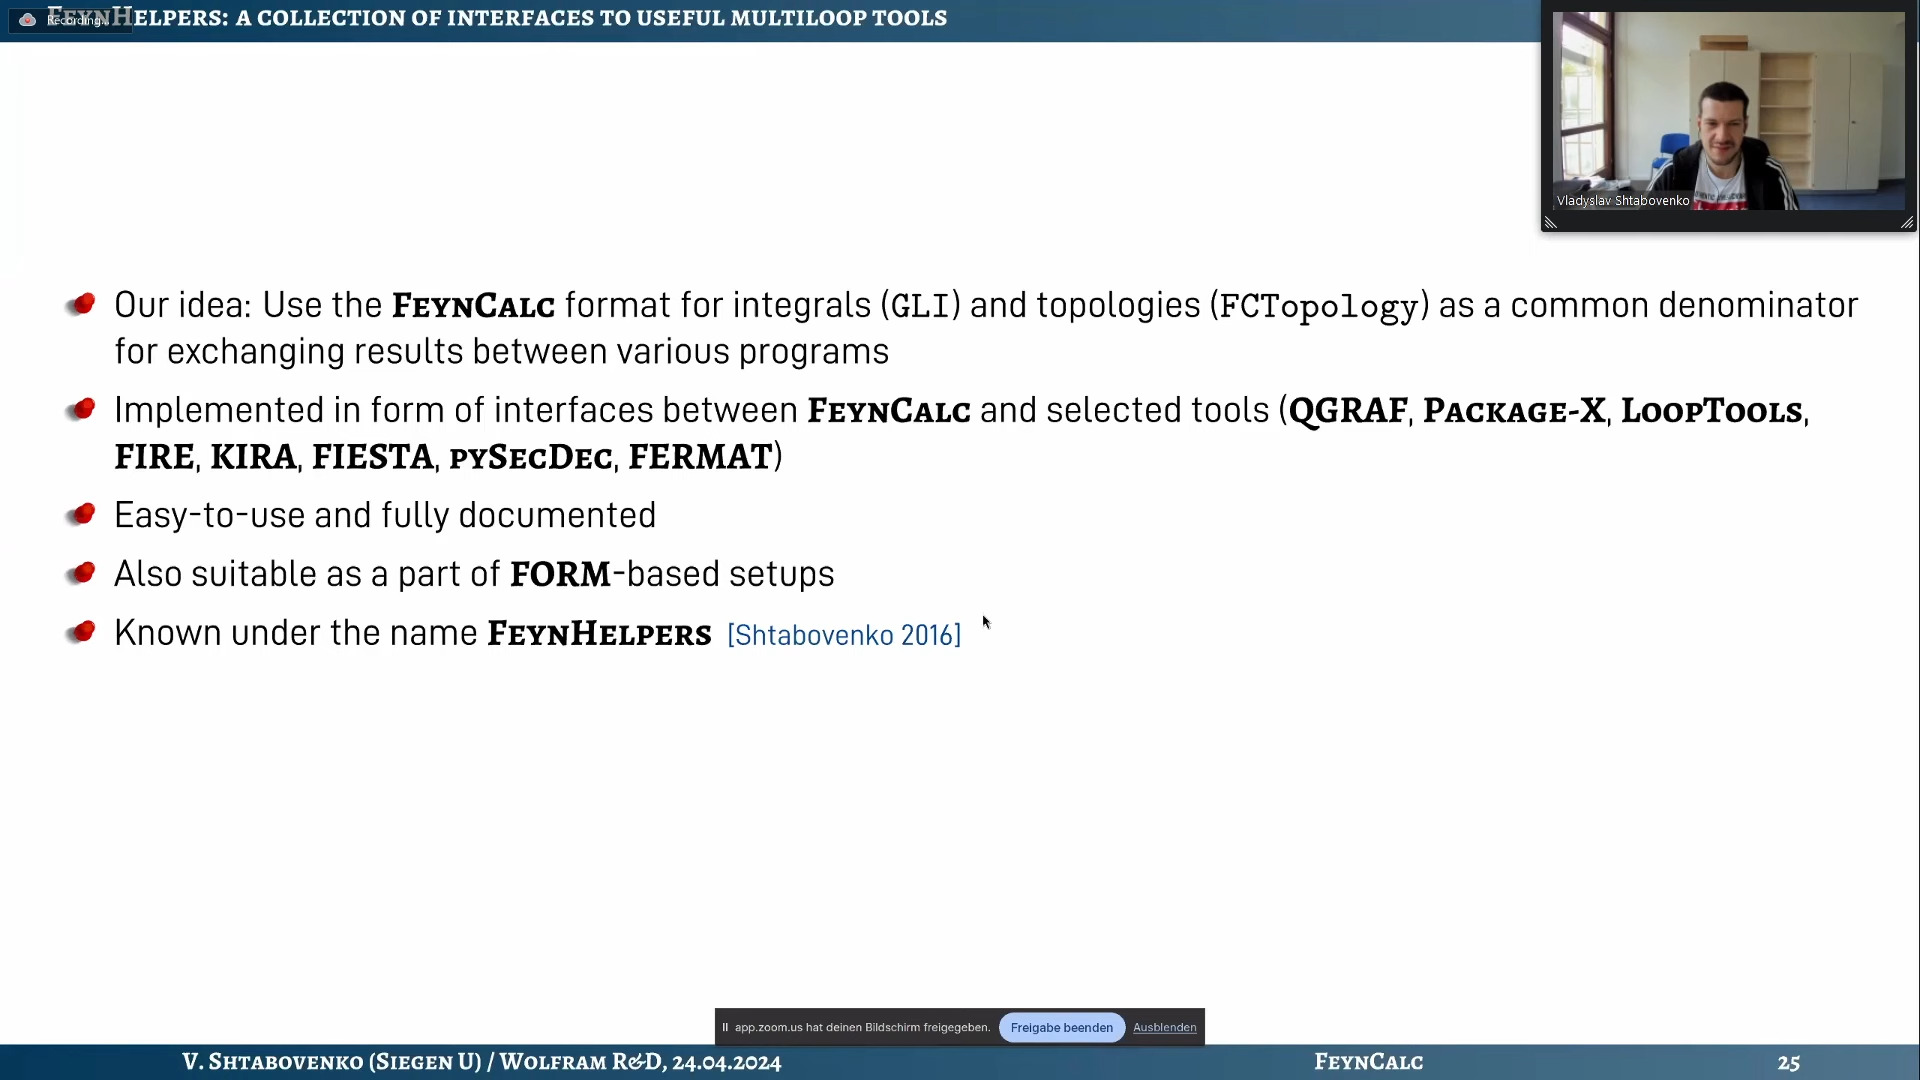 FeynHelpers: a collection of interfaces to useful multiloop tools
Recording...
Vladyslav Shtabovenko
Our idea: Use the FeynCalc format for integrals (GLI) and topologies (FCTopology) as a common denominator
for exchanging results between various programs
Implemented in form of interfaces between FeynCalc and selected tools (QGRAF, Package-X, LoopTools,
FIRE, KIRA, FIESTA, pySecDec, FERMAT)
Easy-to-use and fully documented
Also suitable as a part of FORM-based setups
Known under the name FeynHelpers [Shtabovenko 2016]
app.zoom.us hat deinen Bildschirm freigegeben. Freigabe beenden Ausblenden
V. Shtabovenko (Siegen U) / Wolfram R&D, 24.04.2024 FeynCalc 25